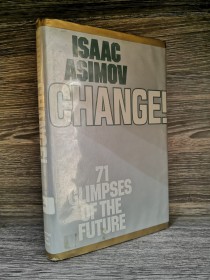 ISAAC
ASIMOV
CHANGE!
71
GLIMPSES
OF THE
FUTURE